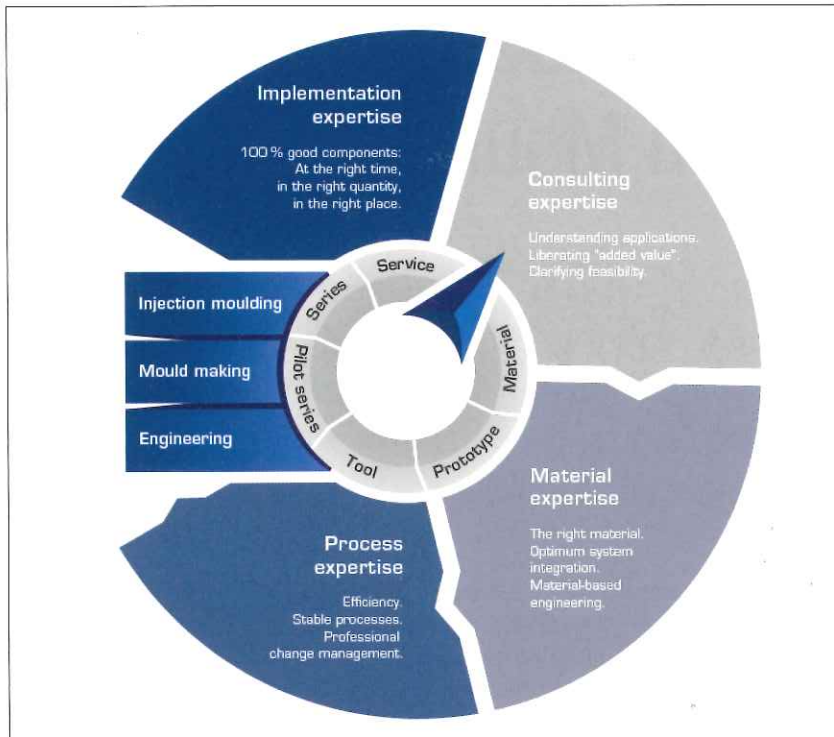 Implementation
expertise
100 % good components:
At the right time,
in the right quantity,
in the right place.
Consulting
expertise
Understanding applications.
Liberating "added value".
Clarifying feasibility.
Service
Series
Pilot series
Tool
Prototype
Material
Injection moulding
Mould making
Engineering
Material
expertise
The right material.
Optimum system
integration.
Material-based
engineering.
Process
expertise
Efficiency.
Stable processes.
Professional
change management.